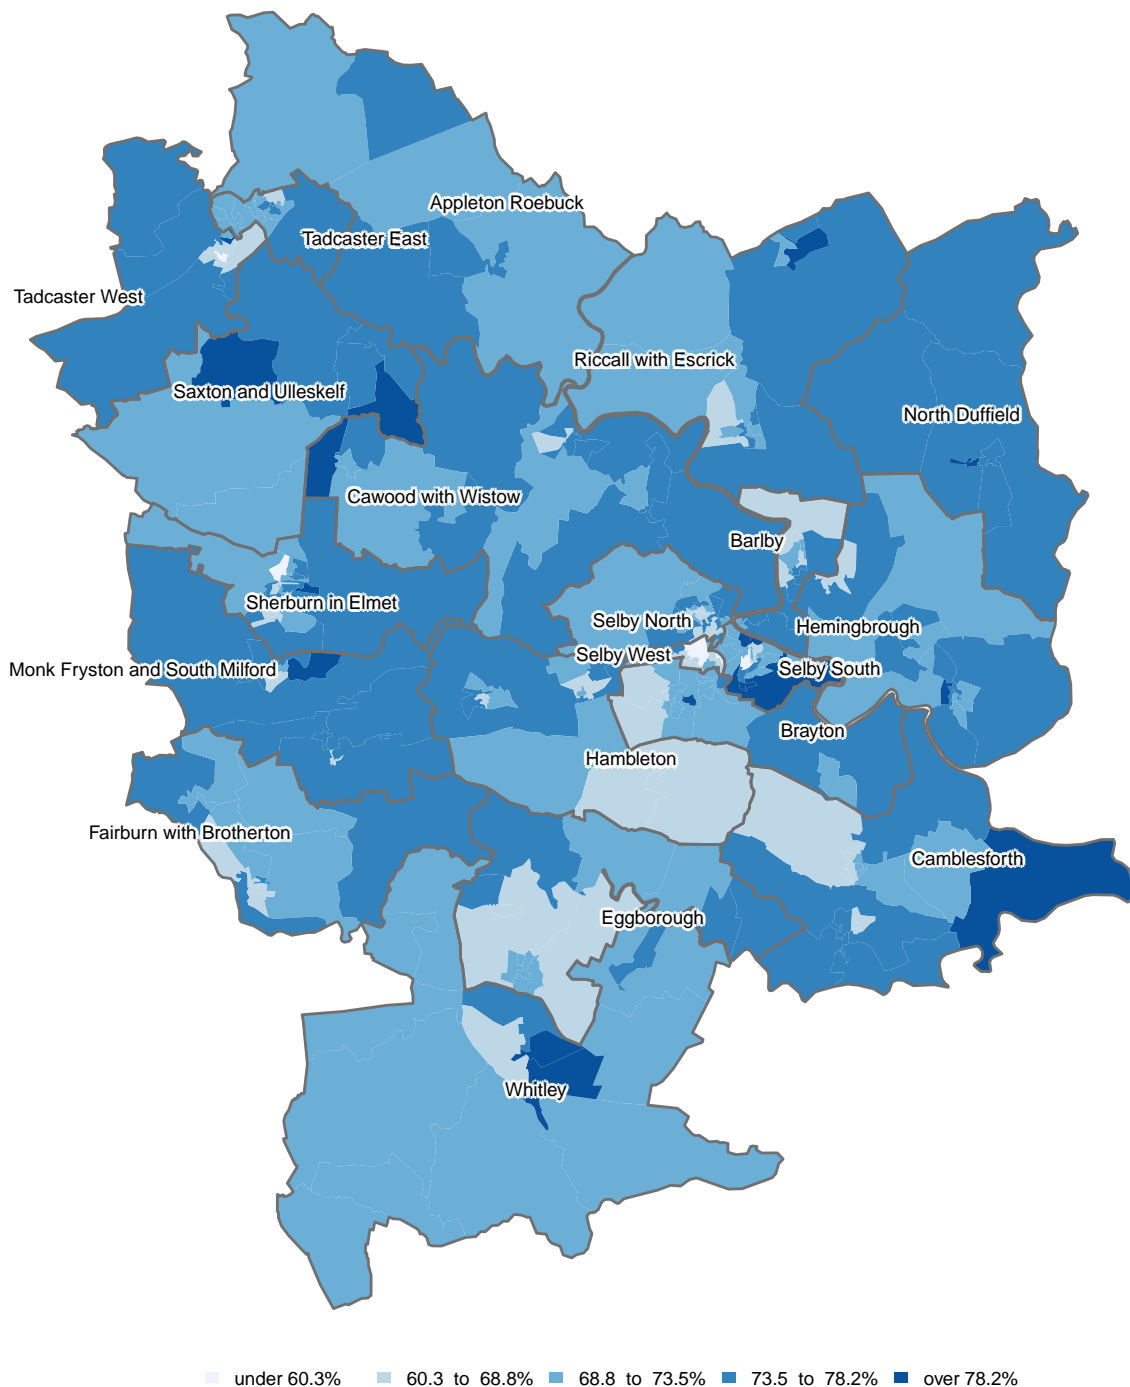 Appleton Roebuck
Tadcaster East
Tadcaster West
Riccall with Escrick
Saxton and Ulleskelf
North Duffield
Cawood with Wistow
Barlby
Sherburn in Elmet
Selby North
Hemingbrough
Selby West
Monk Fryston and South Milford
Selby South
Brayton
Hambleton
Fairburn with Brotherton
Camblesforth
Eggborough
Whitley
under 60.3% 60.3 to 68.8% 68.8 to 73.5% 73.5 to 78.2% over 78.2%